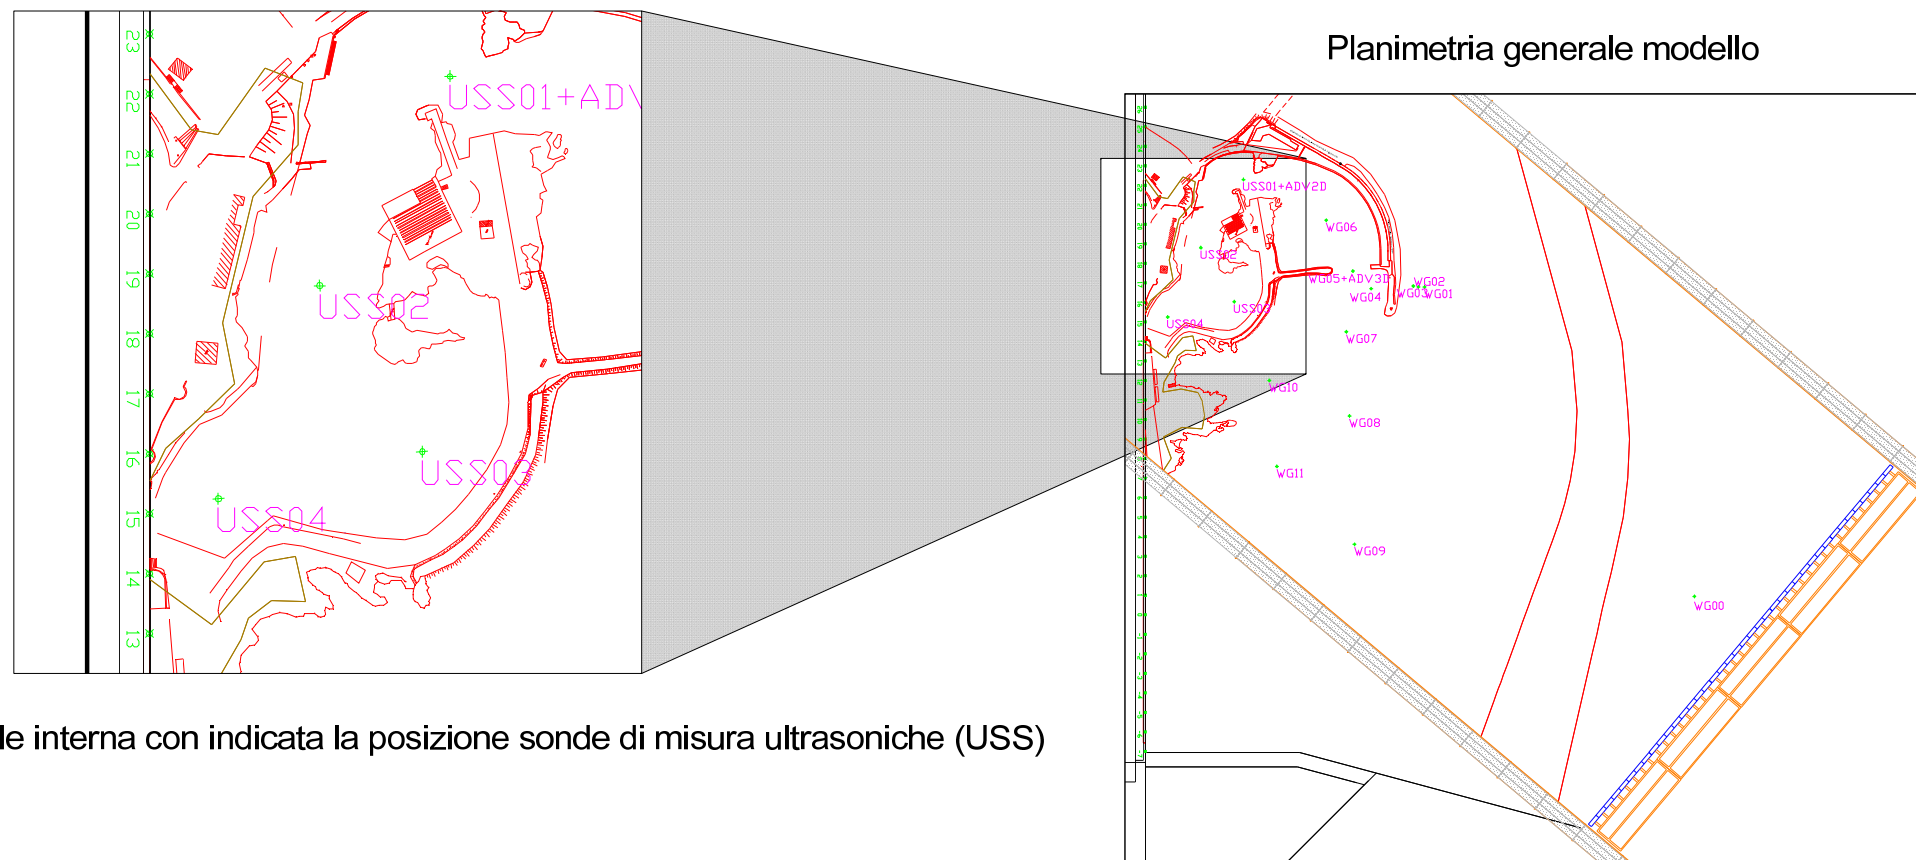 Planimetria generale modello
23
22
21
20
19
18
17
16
15
14
13
USS01+ADV
USS02
USS03
USS04
le interna con indicata la posizione sonde di misura ultrasoniche (USS)
USS01+ADV2D
WG06
USS02
WG05+ADV3D
WG02
WG04
WG03
WG01
USS03
USS04
WG07
WG10
WG08
WG11
WG09
WG00